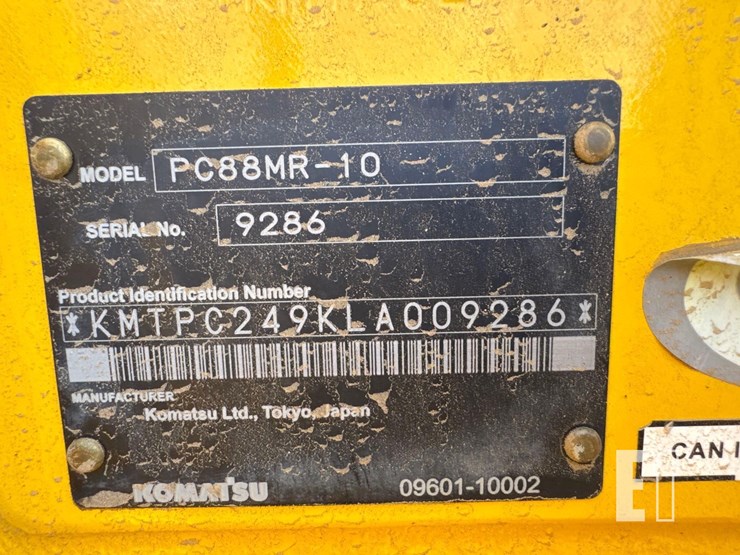 MODEL PC88MR-10
SERIAL No. 9286
Product Identification Number
*KMTPC249KLA009286*
MANUFACTURER
Komatsu Ltd., Tokyo, Japan
KOMATSU 09601-10002
CAN I